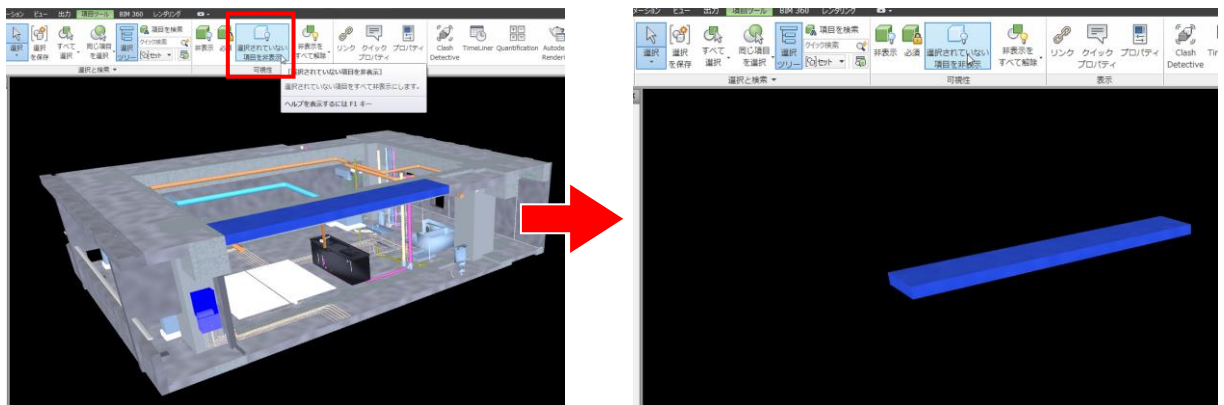 ーション ビュー 出力 項目ツール BIM 360 レンダリング
選択
選択
を保存
すべて
選択
同じ項目
を選択
選択
ツリー
項目を検索
クイック検索
セット
選択と検索
非表示
必須
選択されていない
項目を非表示
非表示を
すべて解除
可視性
リンク
クイック
プロパティ
プロパティ
Clash
Detective
TimeLiner
Quantification
Autode
Renderi
[選択されていない項目を非表示]
選択されていない項目をすべて非表示にします。
ヘルプを表示するには F1 キー
ーション ビュー 出力 項目ツール BIM 360 レンダリング
選択
選択
を保存
すべて
選択
同じ項目
を選択
選択
ツリー
項目を検索
クイック検索
セット
選択と検索
非表示
必須
選択されていない
項目を非表示
非表示を
すべて解除
可視性
リンク
クイック
プロパティ
プロパティ
表示
Clash
Detective
Tir